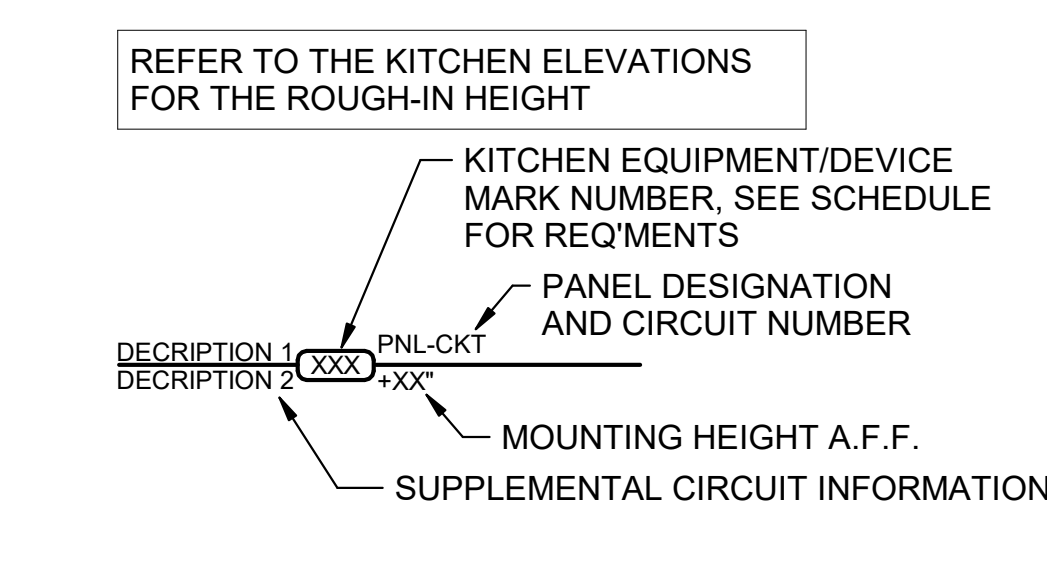 REFER TO THE KITCHEN ELEVATIONS
FOR THE ROUGH-IN HEIGHT
KITCHEN EQUIPMENT/DEVICE
MARK NUMBER, SEE SCHEDULE
FOR REQ'MENTS
PANEL DESIGNATION
AND CIRCUIT NUMBER
DECRIPTION 1
XXX
PNL-CKT
DECRIPTION 2
+XX"
MOUNTING HEIGHT A.F.F.
SUPPLEMENTAL CIRCUIT INFORMATION